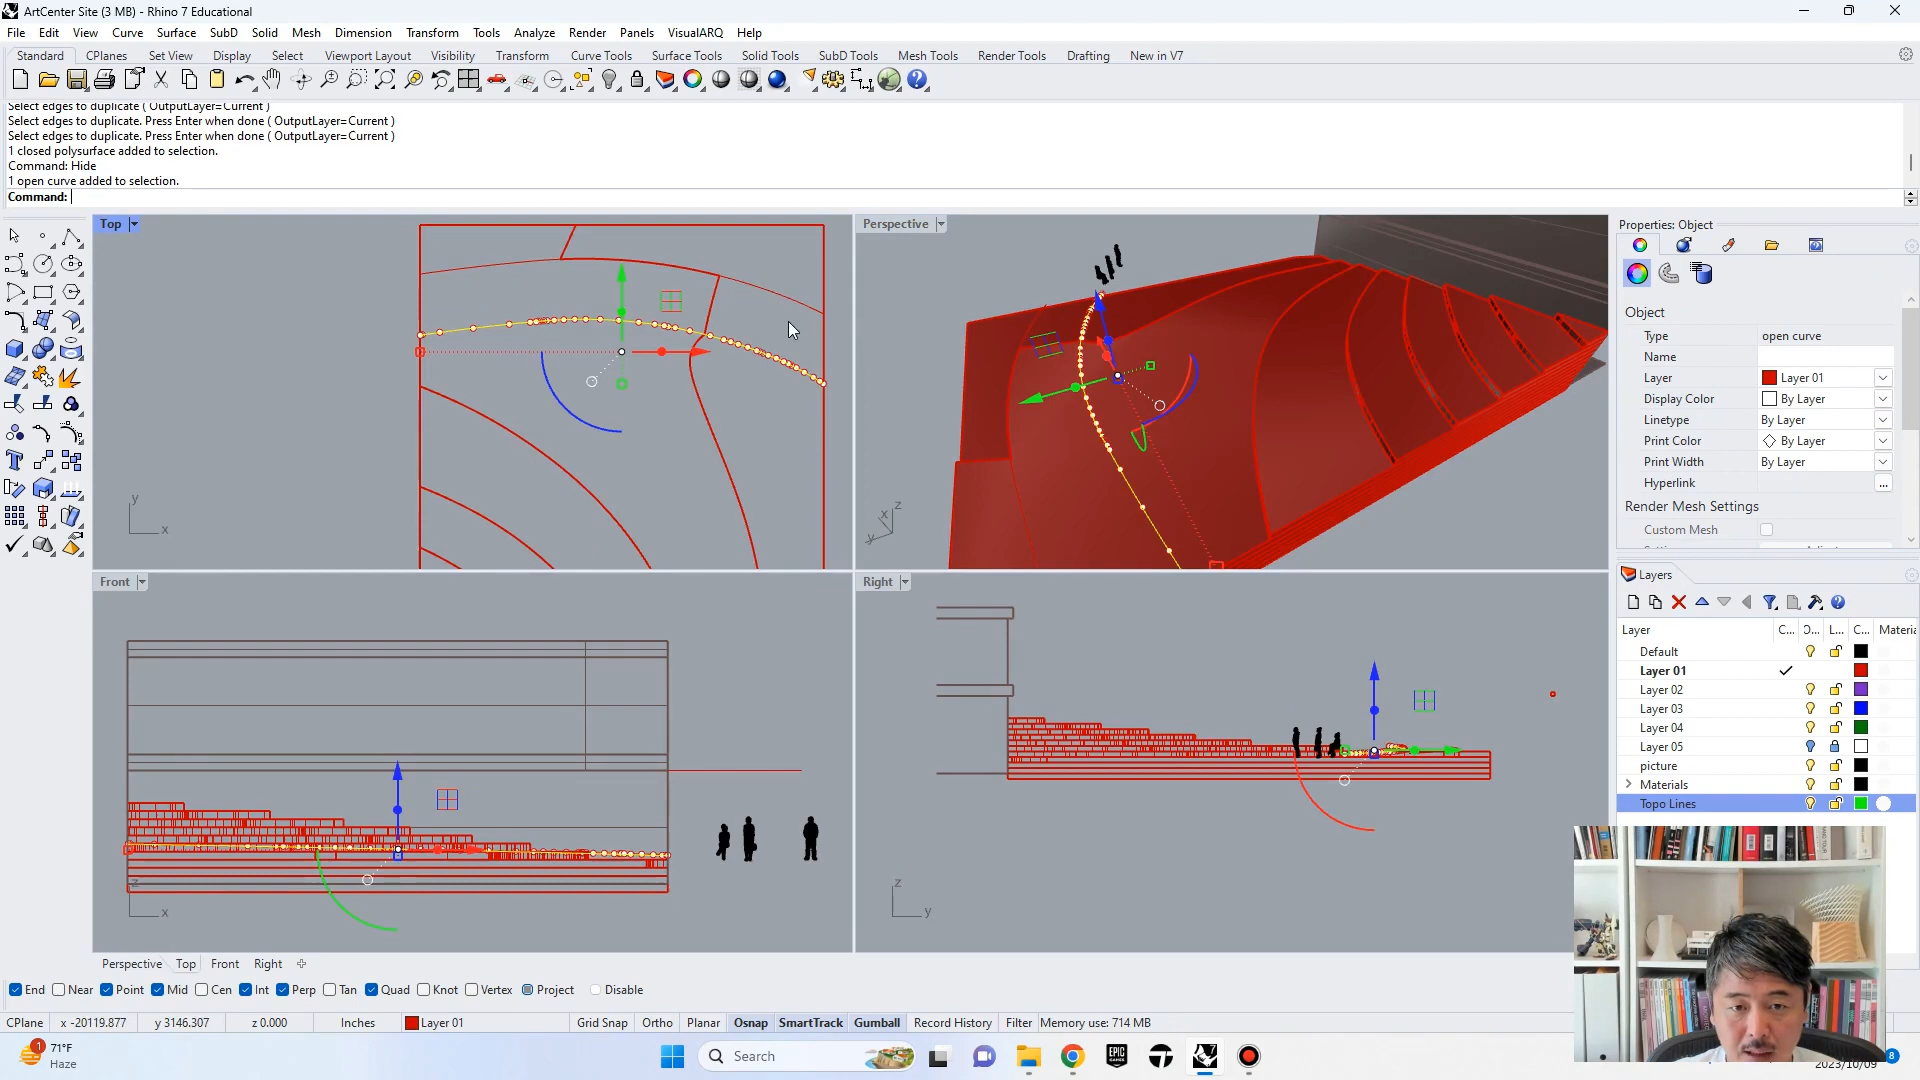 ArtCenter Site (3 MB) - Rhino 7 Educational
File Edit View Curve Surface SubD Solid Mesh Dimension Transform Tools Analyze Render Panels VisualARQ Help
Standard CPlanes Set View Display Select Viewport Layout Visibility Transform Curve Tools Surface Tools Solid Tools SubD Tools Mesh Tools Render Tools Drafting New in V7
Select edges to duplicate ( OutputLayer=Current )
Select edges to duplicate. Press Enter when done ( OutputLayer=Current )
Select edges to duplicate. Press Enter when done ( OutputLayer=Current )
1 closed polysurface added to selection.
Command: Hide
1 open curve added to selection.
Command:
Top
Perspective
y
x
z
x
y
Front
Right
z
x
z
y
Properties: Object
Object
Type open curve
Name
Layer Layer 01
Display Color By Layer
Linetype By Layer
Print Color By Layer
Print Width By Layer
Hyperlink ...
Render Mesh Settings
Custom Mesh
Layers
Layer C... O... L... C... Materia
Default
Layer 01
Layer 02
Layer 03
Layer 04
Layer 05
picture
Materials
Topo Lines
Perspective Top Front Right
End Near Point Mid Cen Int Perp Tan Quad Knot Vertex Project Disable
CPlane x -20119.877 y 3146.307 z 0.000 Inches Layer 01 Grid Snap Ortho Planar Osnap SmartTrack Gumball Record History Filter Memory use: 714 MB
1
71°F
Haze
Search
EPIC GAMES
7
2023/10/09
8